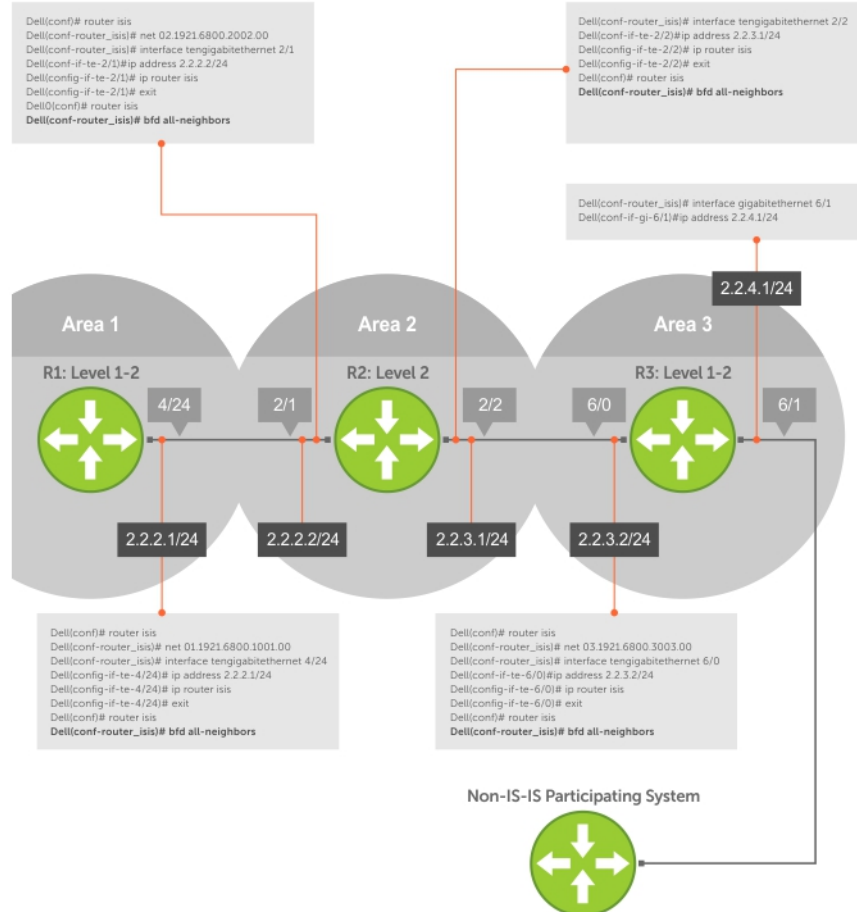 Dell(conf)# router isis
Dell(conf-router_isis)# net 02.1921.6800.2002.00
Dell(conf-router_isis)# interface tengigabitethernet 2/1
Dell(conf-if-te-2/1)#ip address 2.2.2.2/24
Dell(config-if-te-2/1)# ip router isis
Dell(config-if-te-2/1)# exit
Dell0(conf)# router isis
Dell(conf-router_isis)# bfd all-neighbors
Dell(conf-router_isis)# interface tengigabitethernet 2/2
Dell(conf-if-te-2/2)#ip address 2.2.3.1/24
Dell(config-if-te-2/2)# ip router isis
Dell(config-if-te-2/2)# exit
Dell(conf)# router isis
Dell(conf-router_isis)# bfd all-neighbors
Dell(conf-router_isis)# interface gigabitethernet 6/1
Dell(conf-if-gi-6/1)#ip address 2.2.4.1/24
2.2.4.1/24
Area 1
Area 2
Area 3
R1: Level 1-2
R2: Level 2
R3: Level 1-2
4/24
2/1
2/2
6/0
6/1
2.2.2.1/24
2.2.2.2/24
2.2.3.1/24
2.2.3.2/24
Dell(conf)# router isis
Dell(conf-router_isis)# net 01.1921.6800.1001.00
Dell(conf-router_isis)# interface tengigabitethernet 4/24
Dell(config-if-te-4/24)# ip address 2.2.2.1/24
Dell(config-if-te-4/24)# ip router isis
Dell(config-if-te-4/24)# exit
Dell(conf)# router isis
Dell(conf-router_isis)# bfd all-neighbors
Dell(conf)# router isis
Dell(conf-router_isis)# net 03.1921.6800.3003.00
Dell(conf-router_isis)# interface tengigabitethernet 6/0
Dell(conf-if-te-6/0)#ip address 2.2.3.2/24
Dell(config-if-te-6/0)# ip router isis
Dell(config-if-te-6/0)# exit
Dell(conf)# router isis
Dell(conf-router_isis)# bfd all-neighbors
Non-IS-IS Participating System